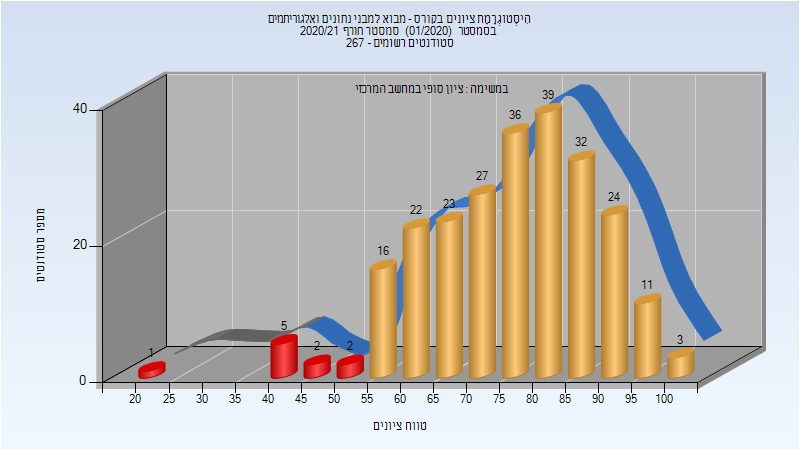 היסטוגרמת ציונים בקורס - מבוא למבני נתונים ואלגוריתמים
בסמסטר (01/2020) סמסטר חורף 2020/21
סטודנטים רשומים - 267
במשימה : ציון סופי במחשב המרכזי
מספר סטודנטים
40
20
0
1
5
2
2
16
22
23
27
36
39
32
24
11
3
20 25 30 35 40 45 50 55 60 65 70 75 80 85 90 95 100
טווח ציונים